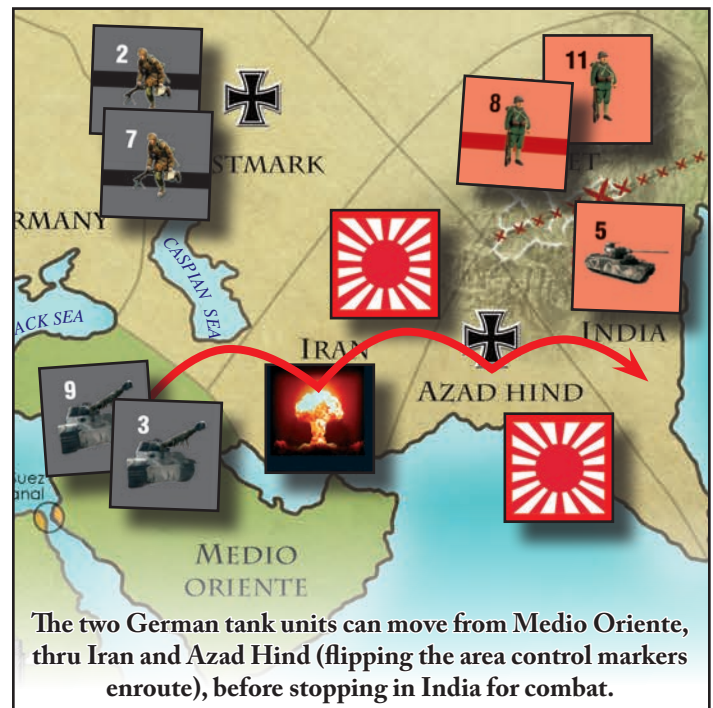 2
7
STMARK
11
8
ET
RMANY
CASPIAN SEA
5
ACK SEA
INDIA
IRAN
AZAD HIND
9
3
Suez
anal
MEDIO
ORIENTE
The two German tank units can move from Medio Oriente,
thru Iran and Azad Hind (flipping the area control markers
enroute), before stopping in India for combat.